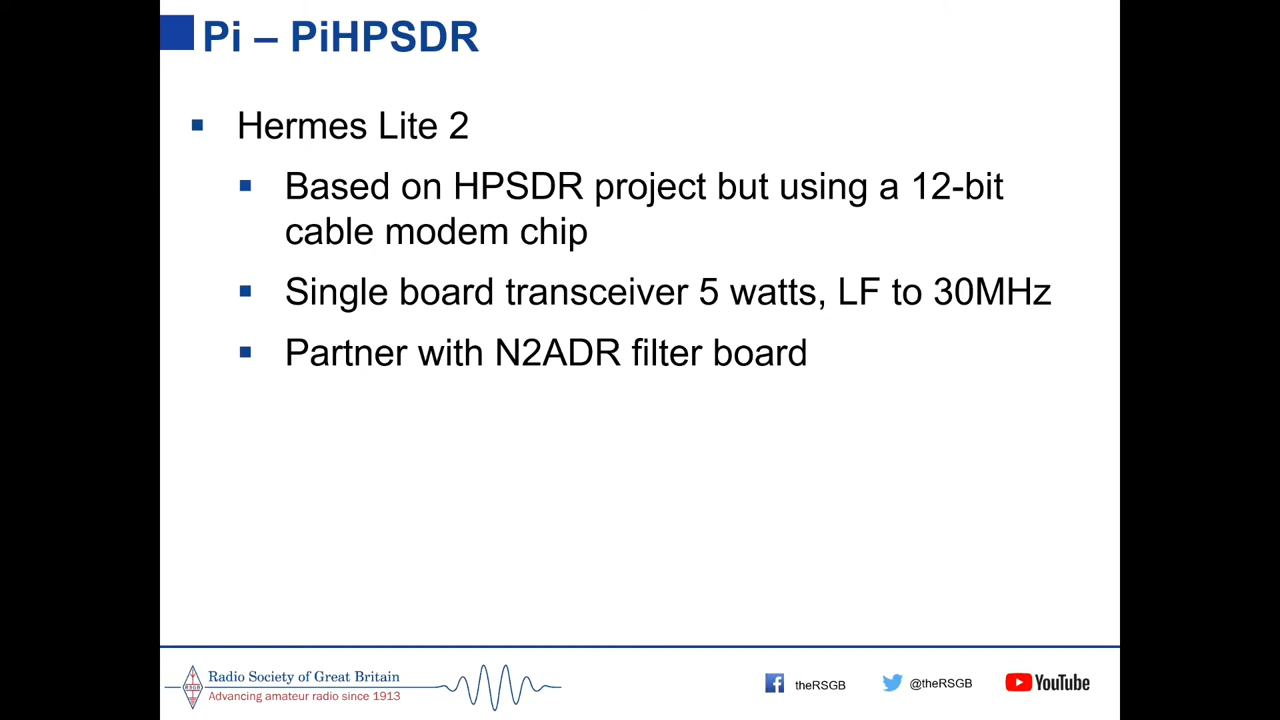 Pi – PiHPSDR
▪ Hermes Lite 2
▪ Based on HPSDR project but using a 12-bit
cable modem chip
▪ Single board transceiver 5 watts, LF to 30MHz
▪ Partner with N2ADR filter board
RSGB
Radio Society of Great Britain
Advancing amateur radio since 1913
theRSGB
@theRSGB
YouTube